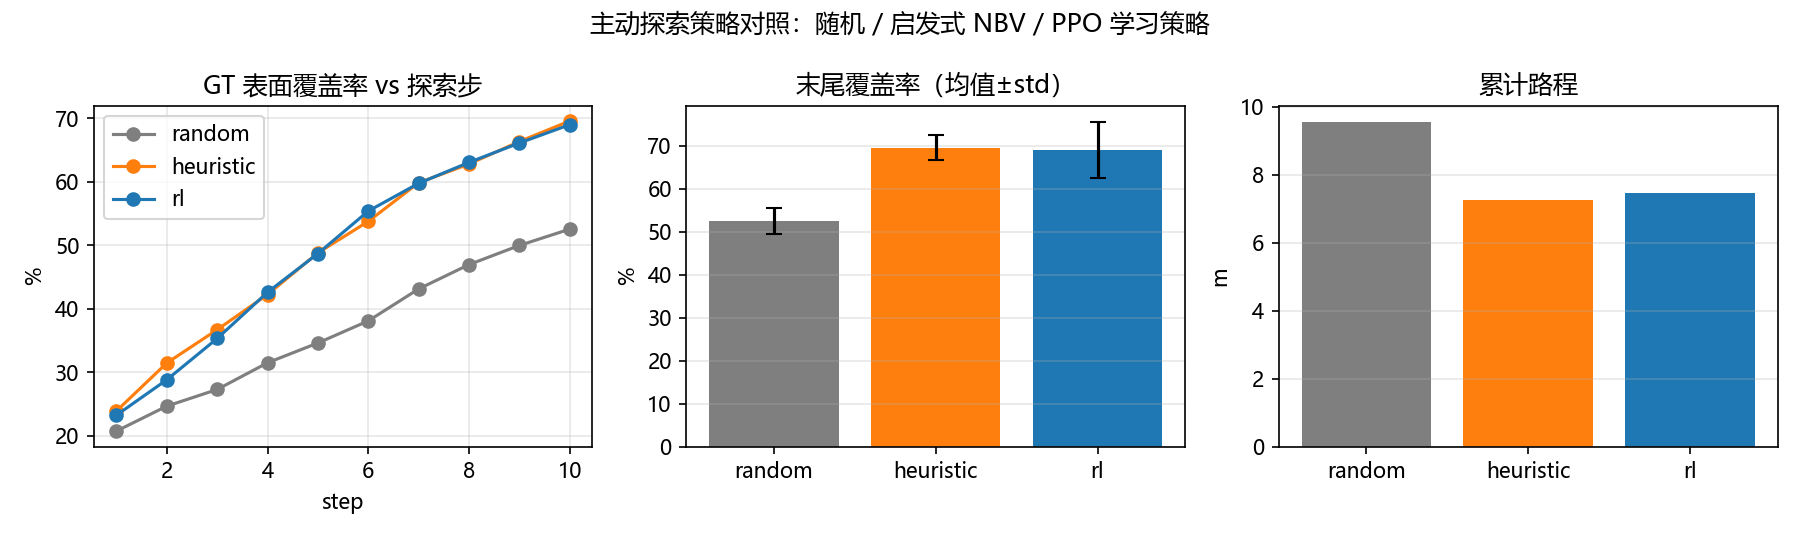 主动探索策略对照：随机 / 启发式 NBV / PPO 学习策略
GT 表面覆盖率 vs 探索步
70
60
50
40
30
20
%
random
heuristic
rl
2 4 6 8 10
step
末尾覆盖率（均值±std）
70
60
50
40
30
20
10
0
%
random heuristic rl
累计路程
10
8
6
4
2
0
m
random heuristic rl